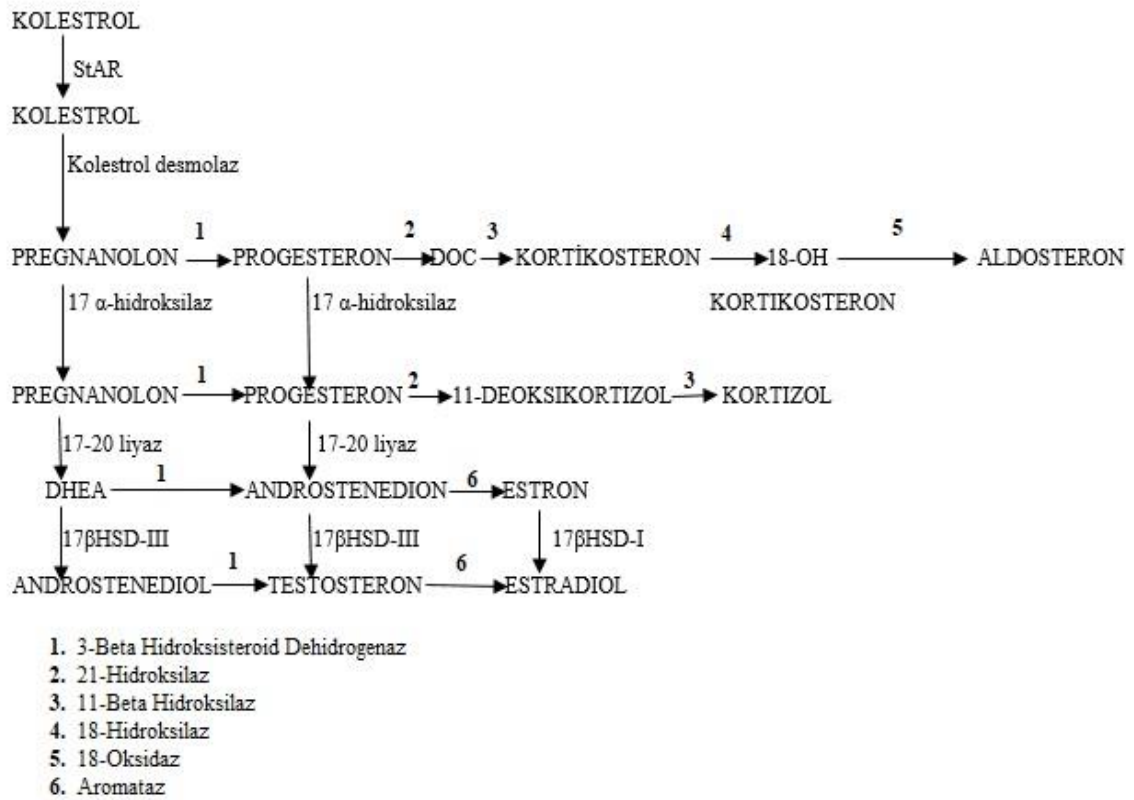 KOLESTROL
StAR
KOLESTROL
Kolestrol desmolaz
1 2 3 4 5
PREGNANOLON PROGESTERON DOC KORTİKOSTERON 18-OH ALDOSTERON
17 α-hidroksilaz 17 α-hidroksilaz KORTIKOSTERON
1 2 3
PREGNANOLON PROGESTERON 11-DEOKSIKORTIZOL KORTIZOL
17-20 liyaz 17-20 liyaz
1 6
DHEA ANDROSTENEDION ESTRON
17βHSD-III 17βHSD-III 17βHSD-I
1 6
ANDROSTENEDIOL TESTOSTERON ESTRADIOL
1. 3-Beta Hidroksisteroid Dehidrogenaz
2. 21-Hidroksilaz
3. 11-Beta Hidroksilaz
4. 18-Hidroksilaz
5. 18-Oksidaz
6. Aromataz